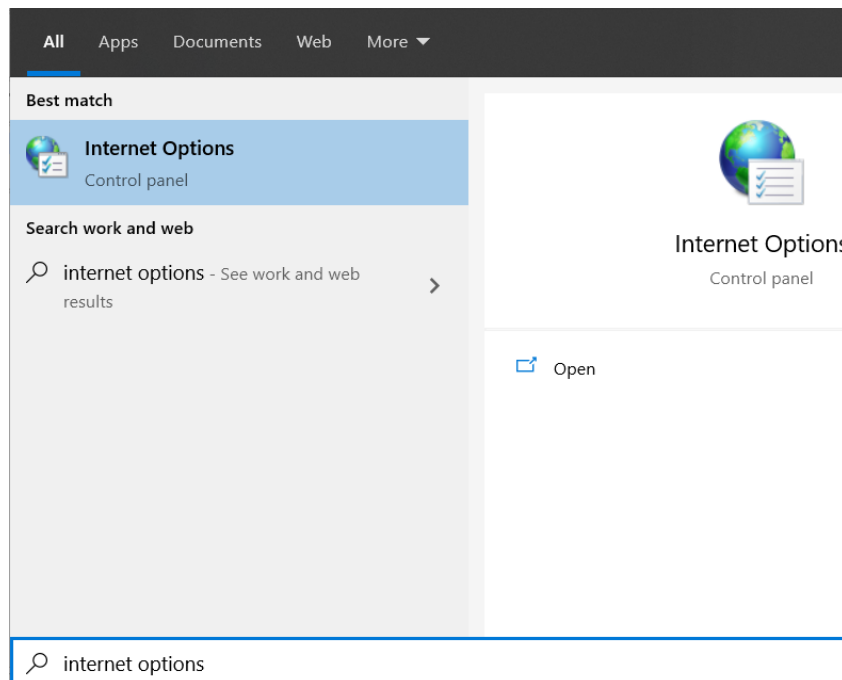 All Apps Documents Web More
Best match
Internet Options
Control panel
Search work and web
internet options - See work and web
results
Internet Options
Control panel
Open
internet options